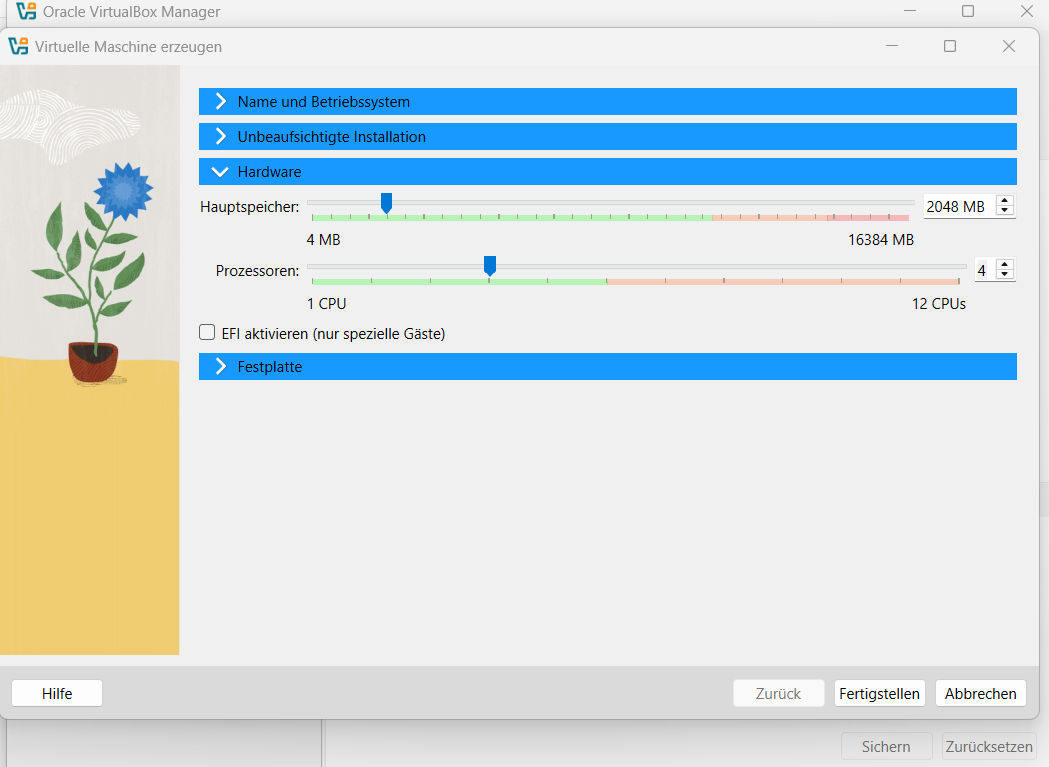 Oracle VirtualBox Manager
Virtuelle Maschine erzeugen
Name und Betriebssystem
Unbeaufsichtigte Installation
Hardware
Hauptspeicher: 2048 MB
4 MB 16384 MB
Prozessoren: 4
1 CPU 12 CPUs
EFI aktivieren (nur spezielle Gäste)
Festplatte
Hilfe Zurück Fertigstellen Abbrechen
Sichern Zurücksetzen